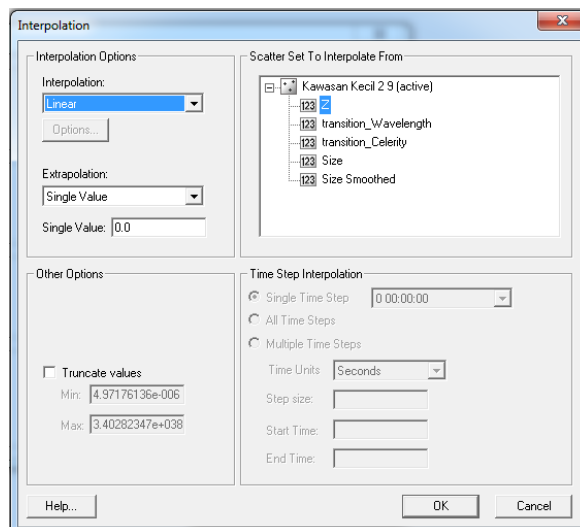 Interpolation
Interpolation Options
Interpolation:
Linear
Options...
Extrapolation:
Single Value
Single Value: 0.0
Scatter Set To Interpolate From
Kawasan Kecil 2 9 (active)
123 Z
123 transition_Wavelength
123 transition_Celerity
123 Size
123 Size Smoothed
Other Options
Truncate values
Min: 4.97176136e-006
Max: 3.40282347e+038
Time Step Interpolation
Single Time Step 0 00:00:00
All Time Steps
Multiple Time Steps
Time Units Seconds
Step size:
Start Time:
End Time:
Help...
OK
Cancel